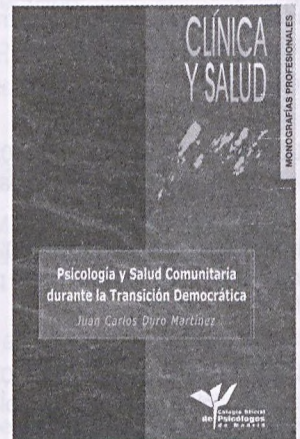 CLÍNICA
Y SALUD
MONOGRAFÍAS PROFESIONALES
Psicología y Salud Comunitaria
durante la Transición Democrática
Juan Carlos Duro Martínez
Colegio Oficial
de Psicólogos
de Madrid